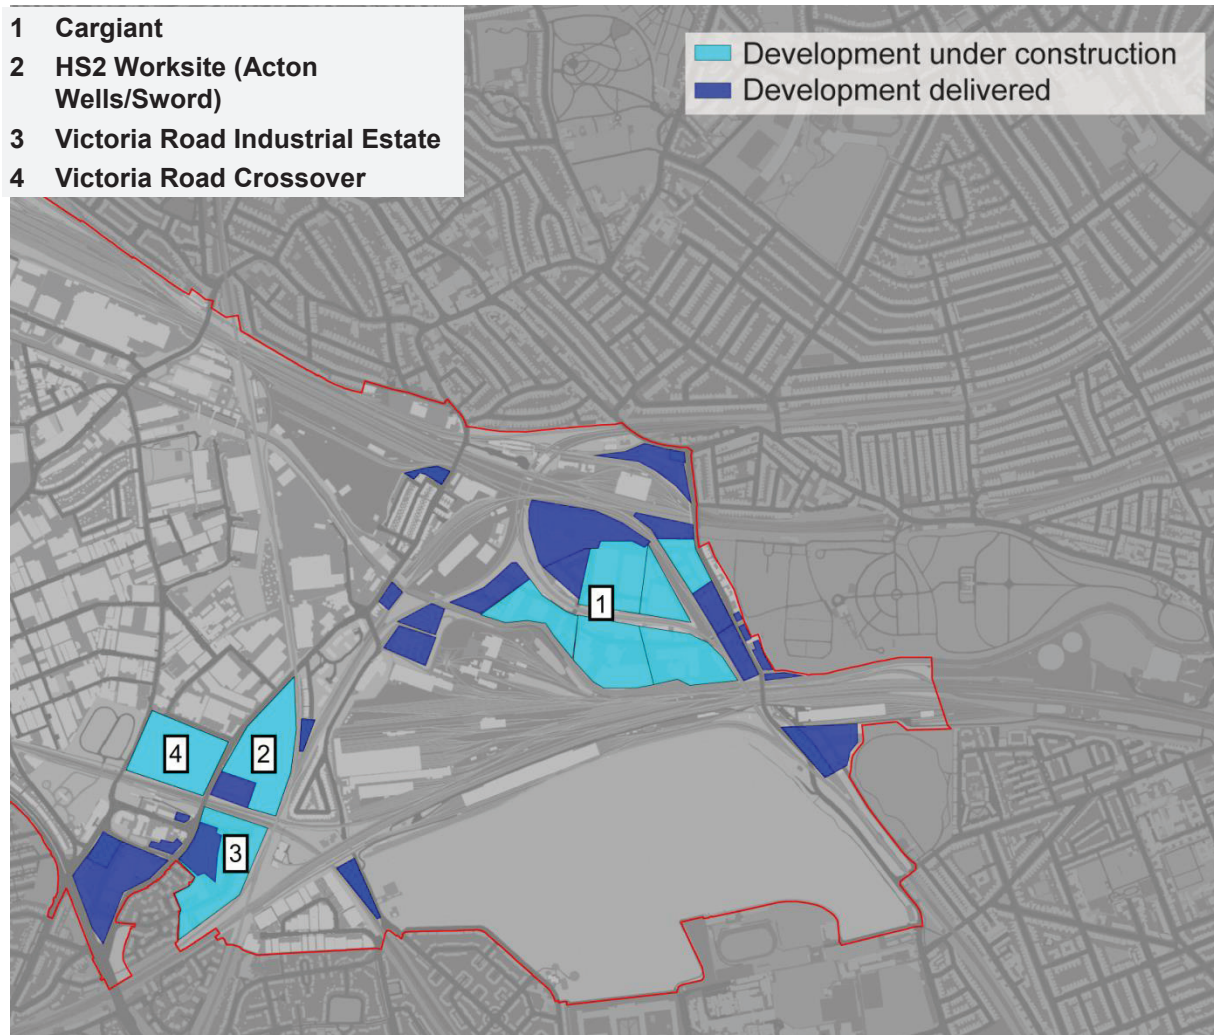 1 Cargiant
2 HS2 Worksite (Acton
Wells/Sword)
3 Victoria Road Industrial Estate
4 Victoria Road Crossover
Development under construction
Development delivered
1
4
2
3